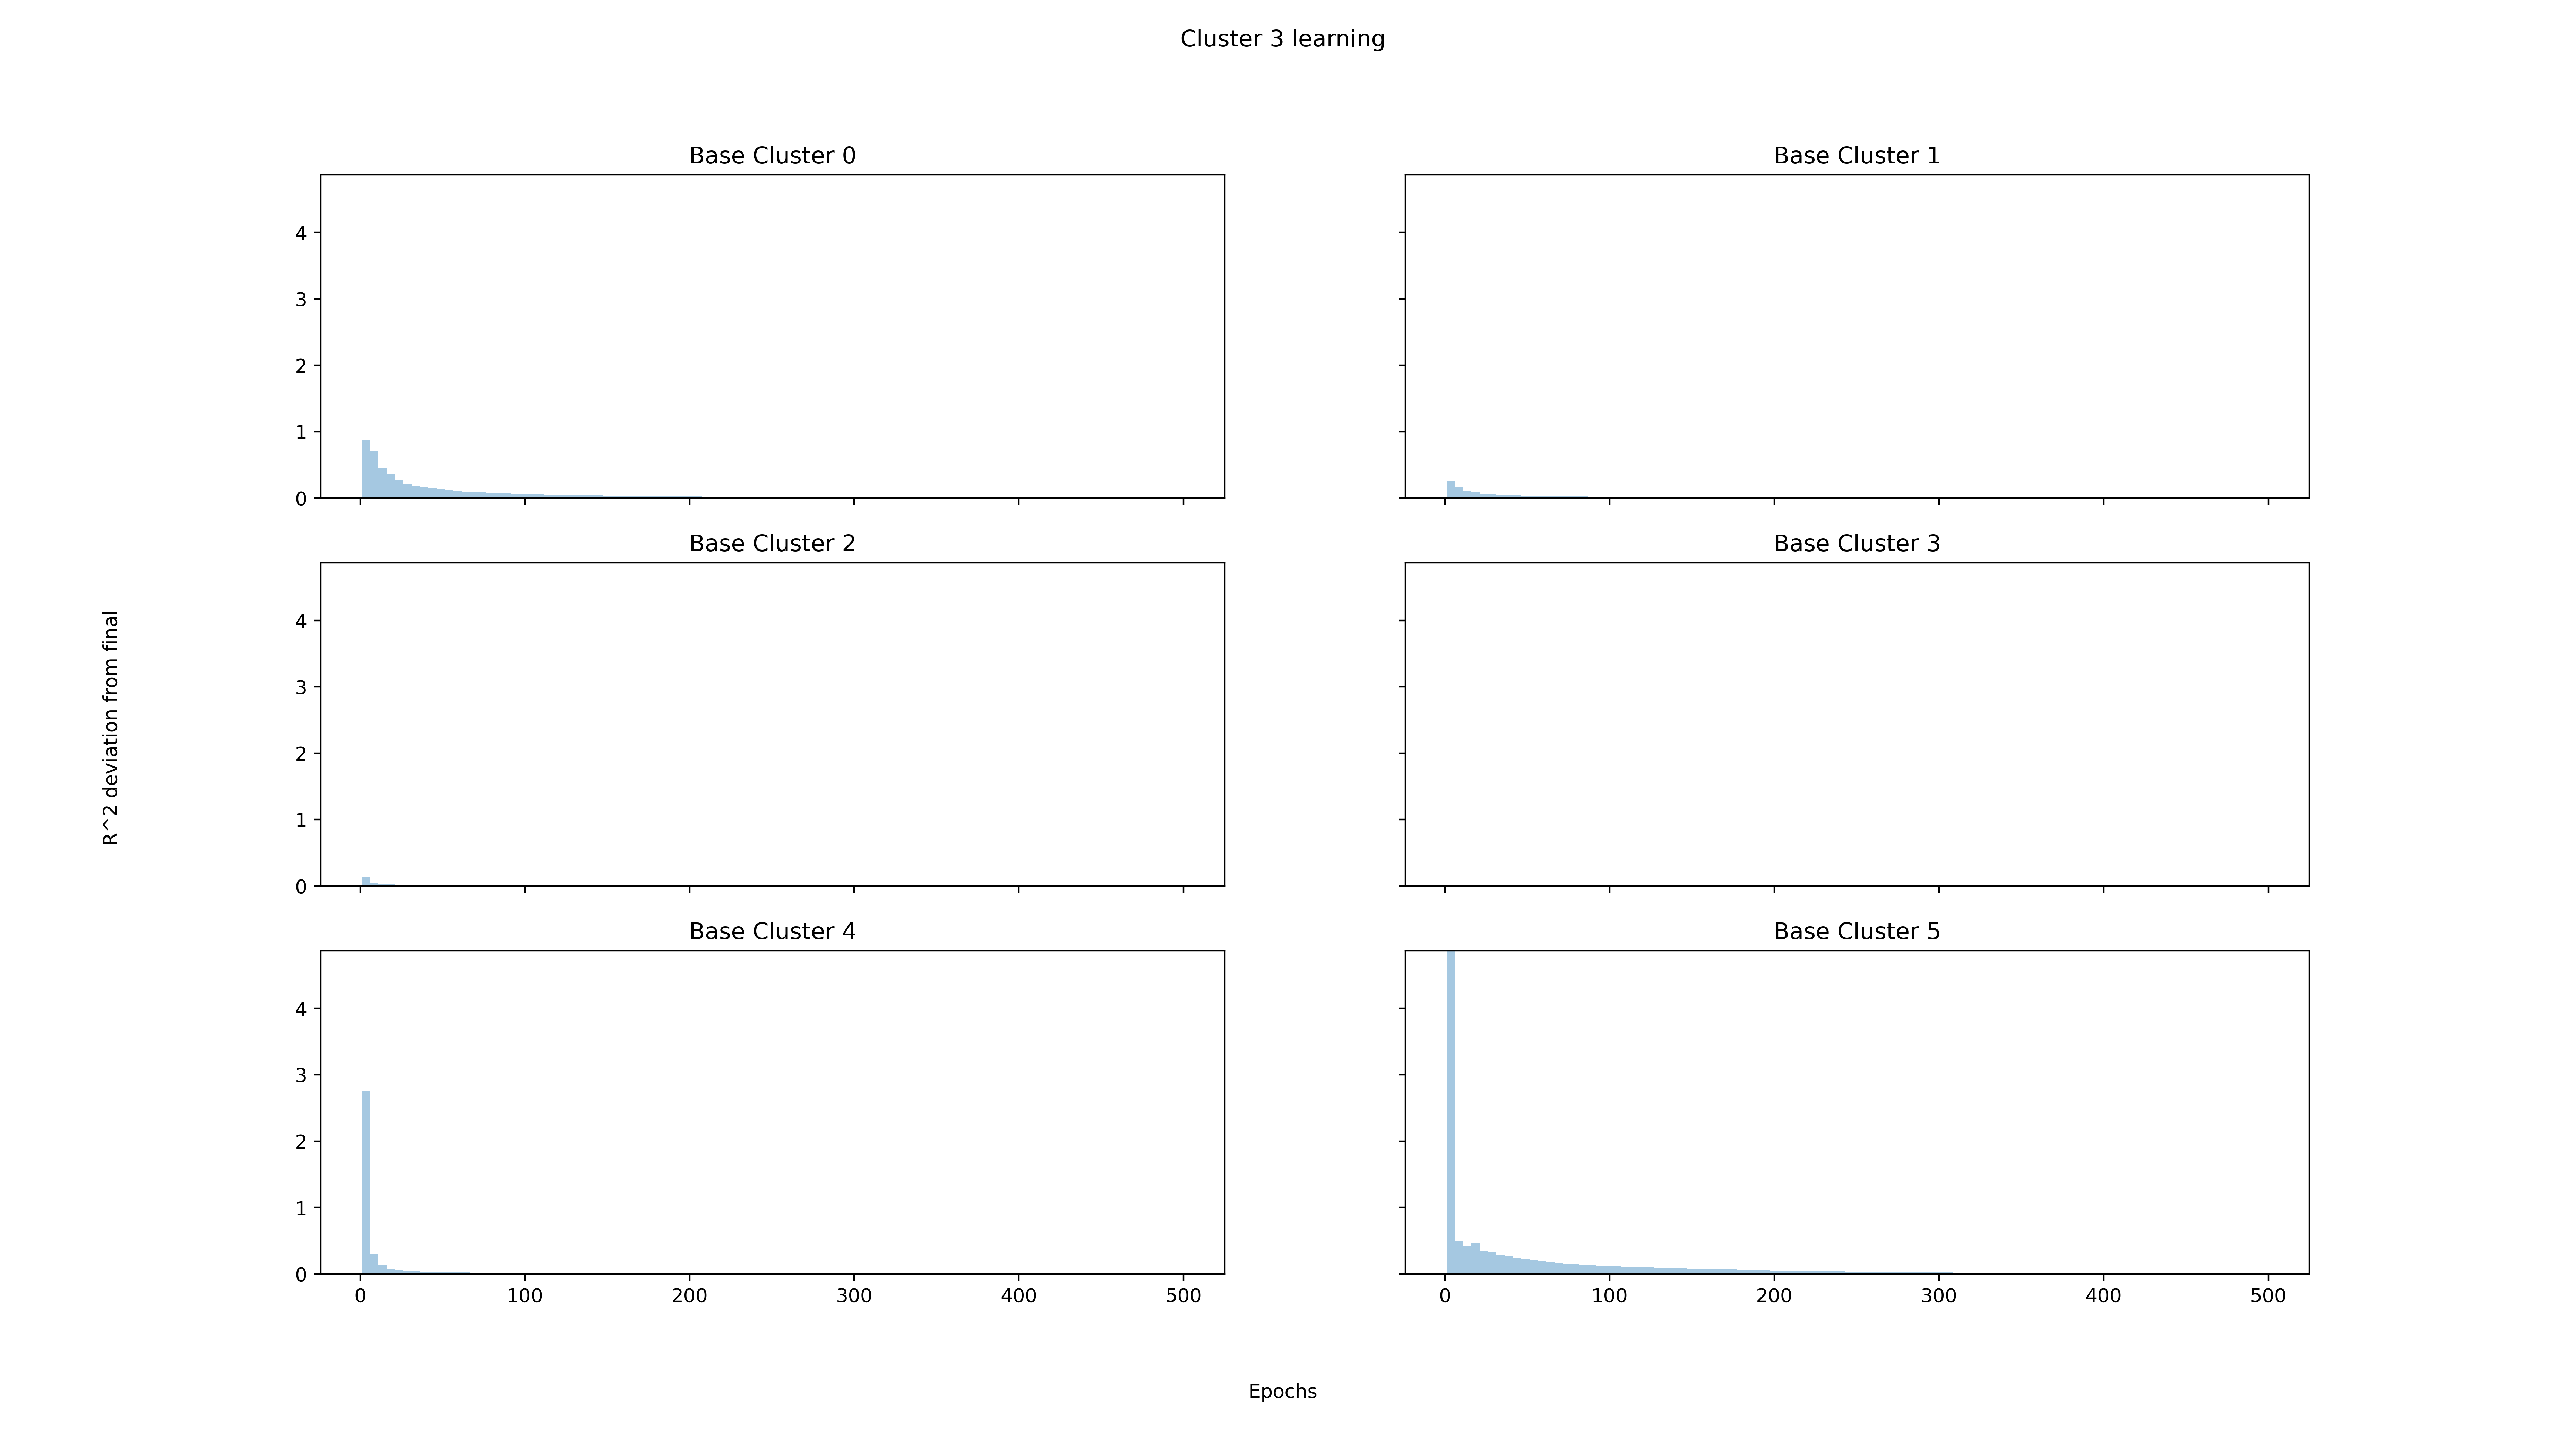 Cluster 3 learning
Base Cluster 0
Base Cluster 1
4
3
2
1
0
Base Cluster 2
Base Cluster 3
4
3
2
1
0
R^2 deviation from final
Base Cluster 4
Base Cluster 5
4
3
2
1
0
0 100 200 300 400 500
0 100 200 300 400 500
Epochs